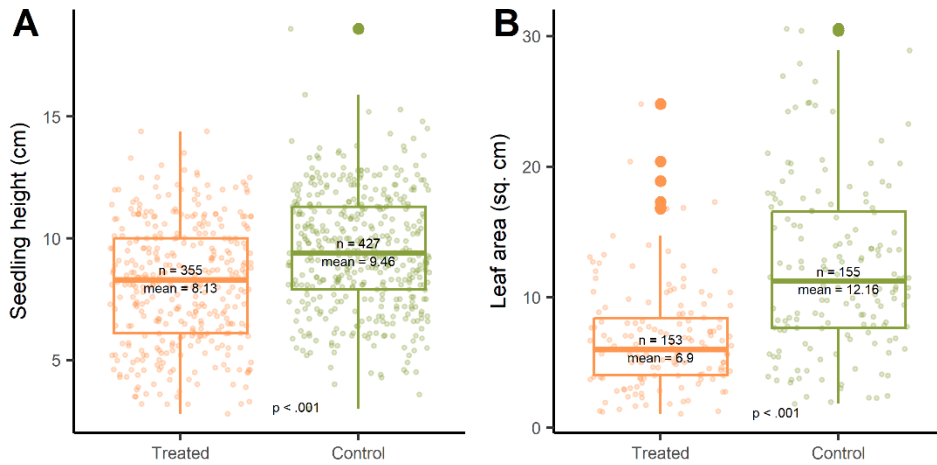 A
Seedling height (cm)
15
10
5
n = 355
mean = 8.13
n = 427
mean = 9.46
p < .001
Treated
Control
B
Leaf area (sq. cm)
30
20
10
0
n = 153
mean = 6.9
n = 155
mean = 12.16
p < .001
Treated
Control